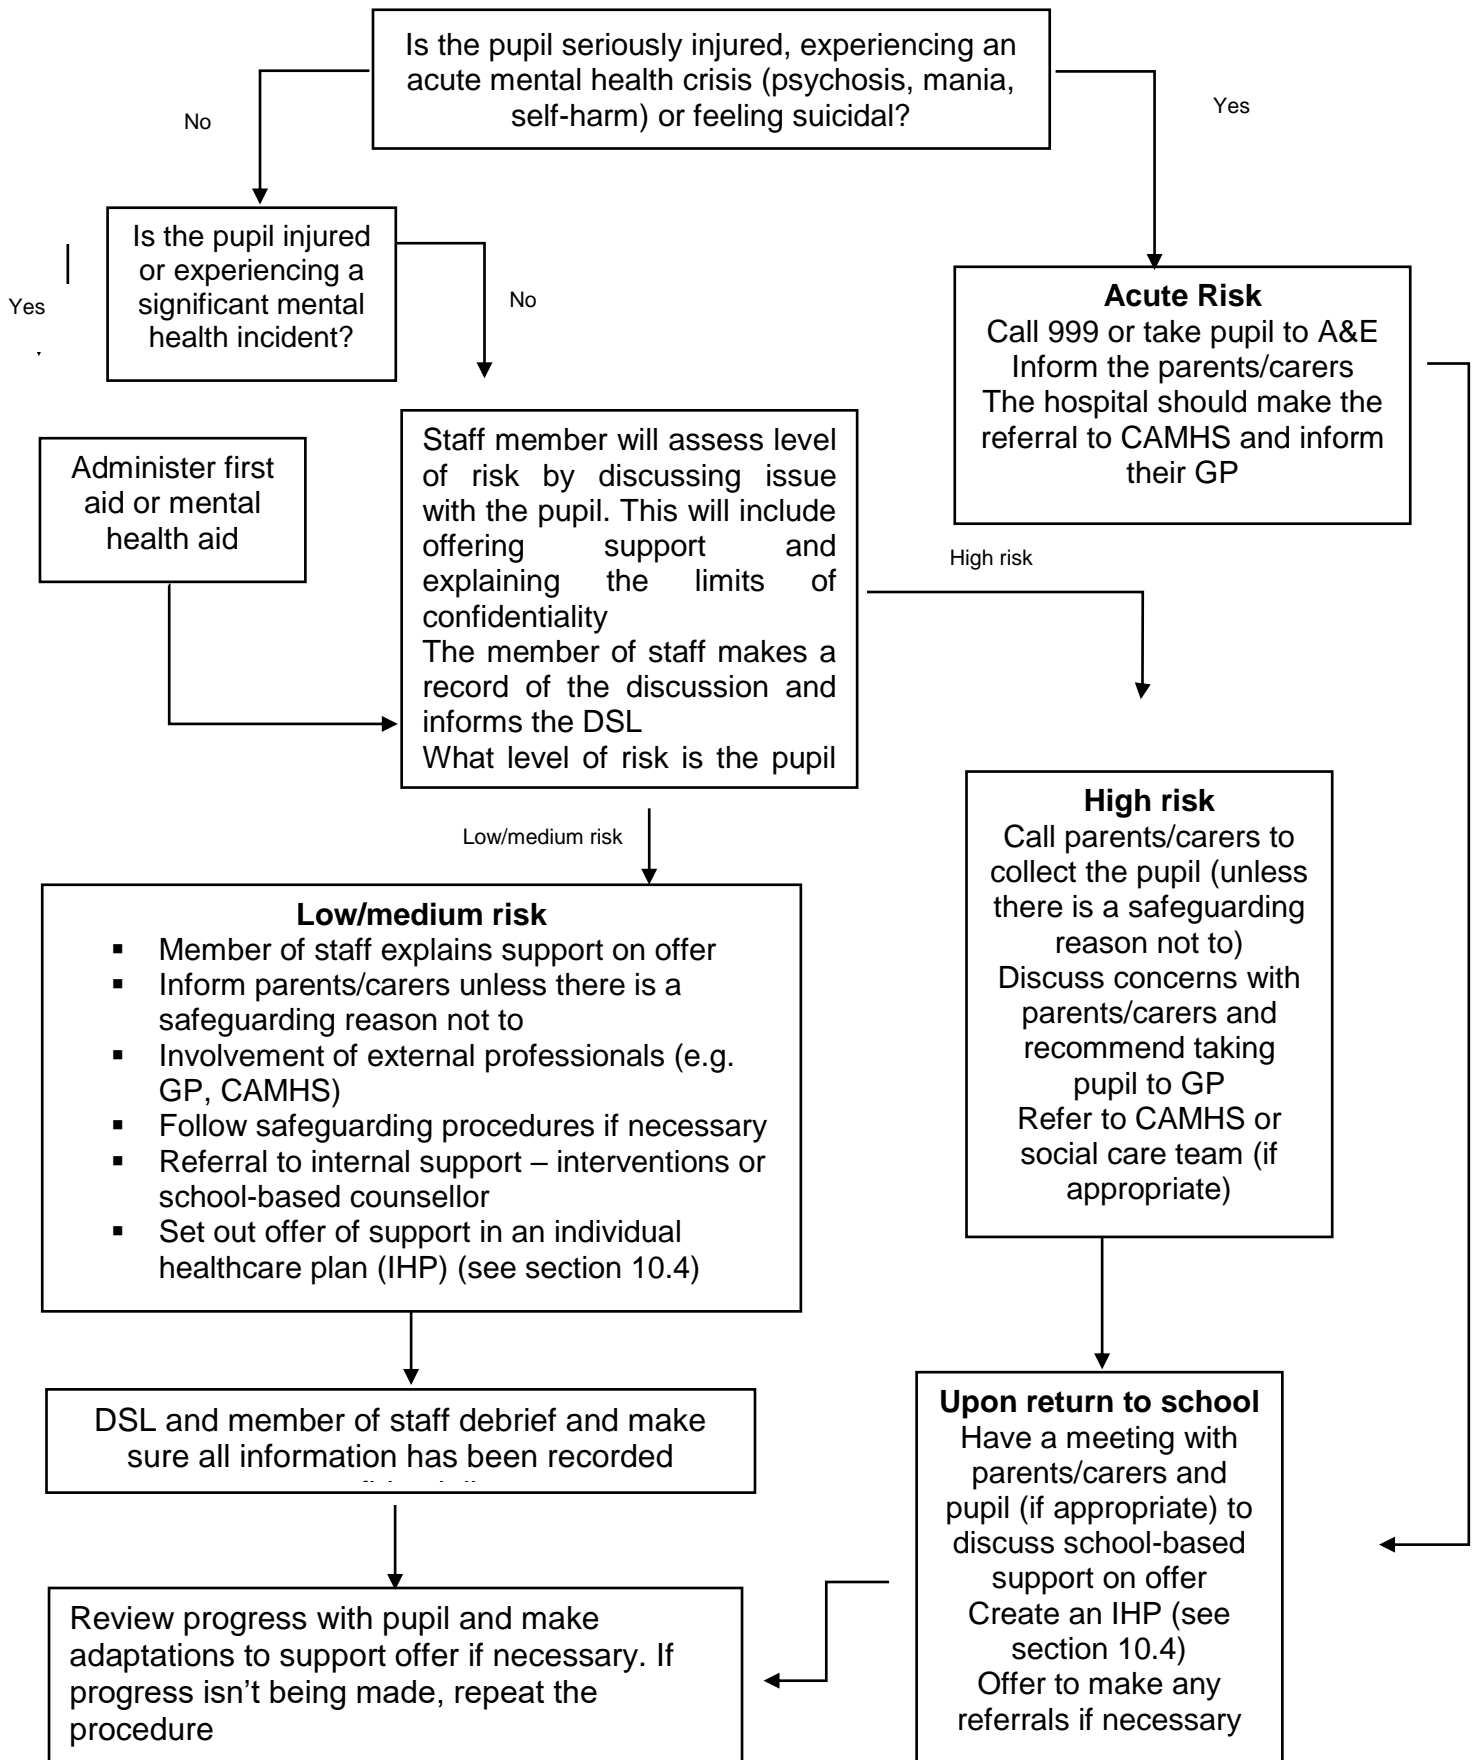 Is the pupil seriously injured, experiencing an
acute mental health crisis (psychosis, mania,
self-harm) or feeling suicidal?
No
Yes
Is the pupil injured
or experiencing a
significant mental
health incident?
Yes
No
Acute Risk
Call 999 or take pupil to A&E
Inform the parents/carers
The hospital should make the
referral to CAMHS and inform
their GP
Administer first
aid or mental
health aid
Staff member will assess level
of risk by discussing issue
with the pupil. This will include
offering support and
explaining the limits of
confidentiality
The member of staff makes a
record of the discussion and
informs the DSL
What level of risk is the pupil
High risk
Low/medium risk
High risk
Call parents/carers to
collect the pupil (unless
there is a safeguarding
reason not to)
Discuss concerns with
parents/carers and
recommend taking
pupil to GP
Refer to CAMHS or
social care team (if
appropriate)
Low/medium risk
▪ Member of staff explains support on offer
▪ Inform parents/carers unless there is a
safeguarding reason not to
▪ Involvement of external professionals (e.g.
GP, CAMHS)
▪ Follow safeguarding procedures if necessary
▪ Referral to internal support – interventions or
school-based counsellor
▪ Set out offer of support in an individual
healthcare plan (IHP) (see section 10.4)
DSL and member of staff debrief and make
sure all information has been recorded
Upon return to school
Have a meeting with
parents/carers and
pupil (if appropriate) to
discuss school-based
support on offer
Create an IHP (see
section 10.4)
Offer to make any
referrals if necessary
Review progress with pupil and make
adaptations to support offer if necessary. If
progress isn't being made, repeat the
procedure